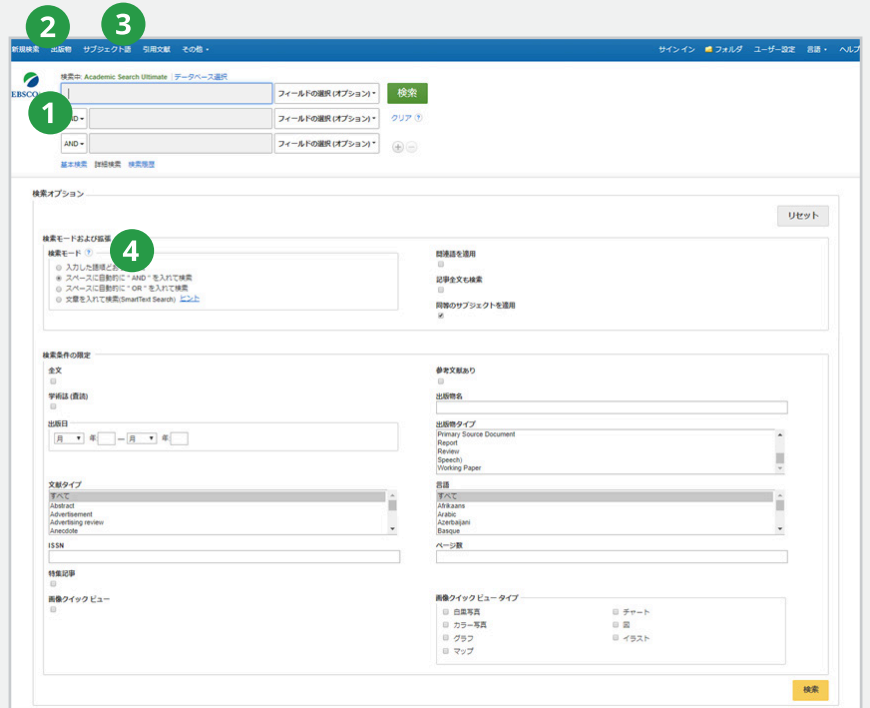 2
3
新規検索 出版物 サブジェクト語 引用文献 その他 サインイン フォルダ ユーザー設定 言語 ヘルプ
検索中: Academic Search Ultimate データベース選択
EBSCO
フィールドの選択 (オプション) 検索
1
AND フィールドの選択 (オプション) クリア ?
AND フィールドの選択 (オプション)
基本検索 詳細検索 検索履歴
検索オプション
リセット
検索モードおよび拡張
4
検索モード ?
入力した語順どお
スペースに自動的に " AND " を入れて検索
スペースに自動的に " OR " を入れて検索
文章を入れて検索(SmartText Search) ヒント
関連語を適用
記事全文も検索
同等のサブジェクトを適用
検索条件の限定
全文
参考文献あり
学術誌 (査読)
出版物名
出版日
月 年 — 月 年
出版物タイプ
Primary Source Document
Report
Review
Speech)
Working Paper
文献タイプ
すべて
Abstract
Advertisement
Advertising review
Anecdote
言語
すべて
Afrikaans
Arabic
Azerbaijani
Basque
ISSN
ページ数
特集記事
画像クイック ビュー
画像クイック ビュー タイプ
白黒写真 チャート
カラー写真 図
グラフ イラスト
マップ
検索